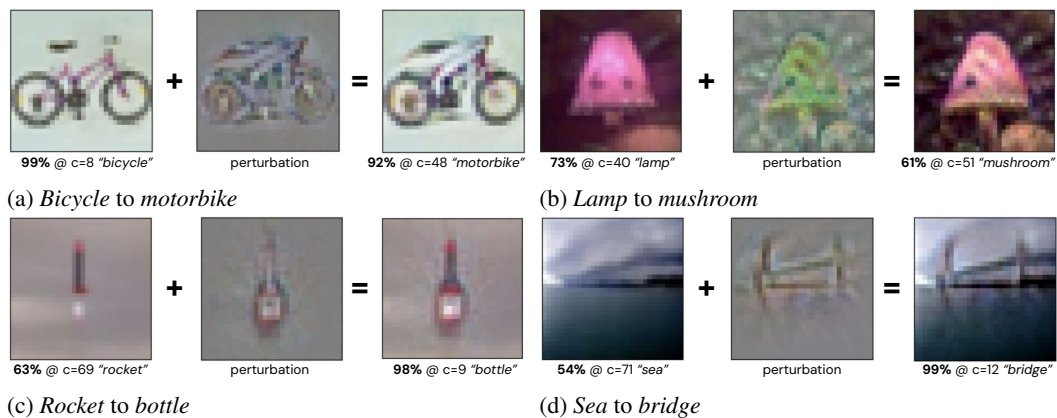 + = + =
99% @ c=8 “bicycle” perturbation 92% @ c=48 “motorbike” 73% @ c=40 “lamp” perturbation 61% @ c=51 “mushroom”
(a) Bicycle to motorbike (b) Lamp to mushroom
+ = + =
63% @ c=69 “rocket” perturbation 98% @ c=9 “bottle” 54% @ c=71 “sea” perturbation 99% @ c=12 “bridge”
(c) Rocket to bottle (d) Sea to bridge